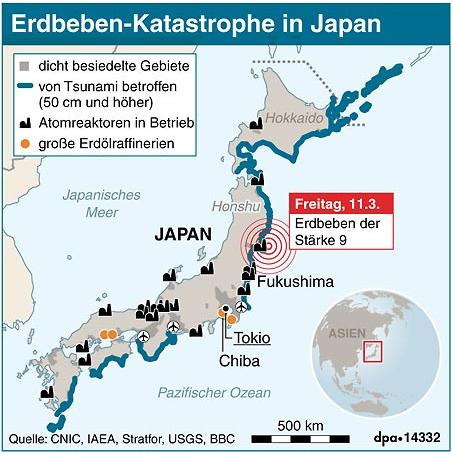 Erdbeben-Katastrophe in Japan
dicht besiedelte Gebiete
von Tsunami betroffen
(50 cm und höher)
Atomreaktoren in Betrieb
große Erdölraffinerien
Hokkaido
Japanisches
Meer
Honshu
JAPAN
Freitag, 11.3.
Erdbeben der
Stärke 9
Fukushima
Tokio
Chiba
ASIEN
Pazifischer Ozean
500 km
Quelle: CNIC, IAEA, Stratfor, USGS, BBC
dpa•14332